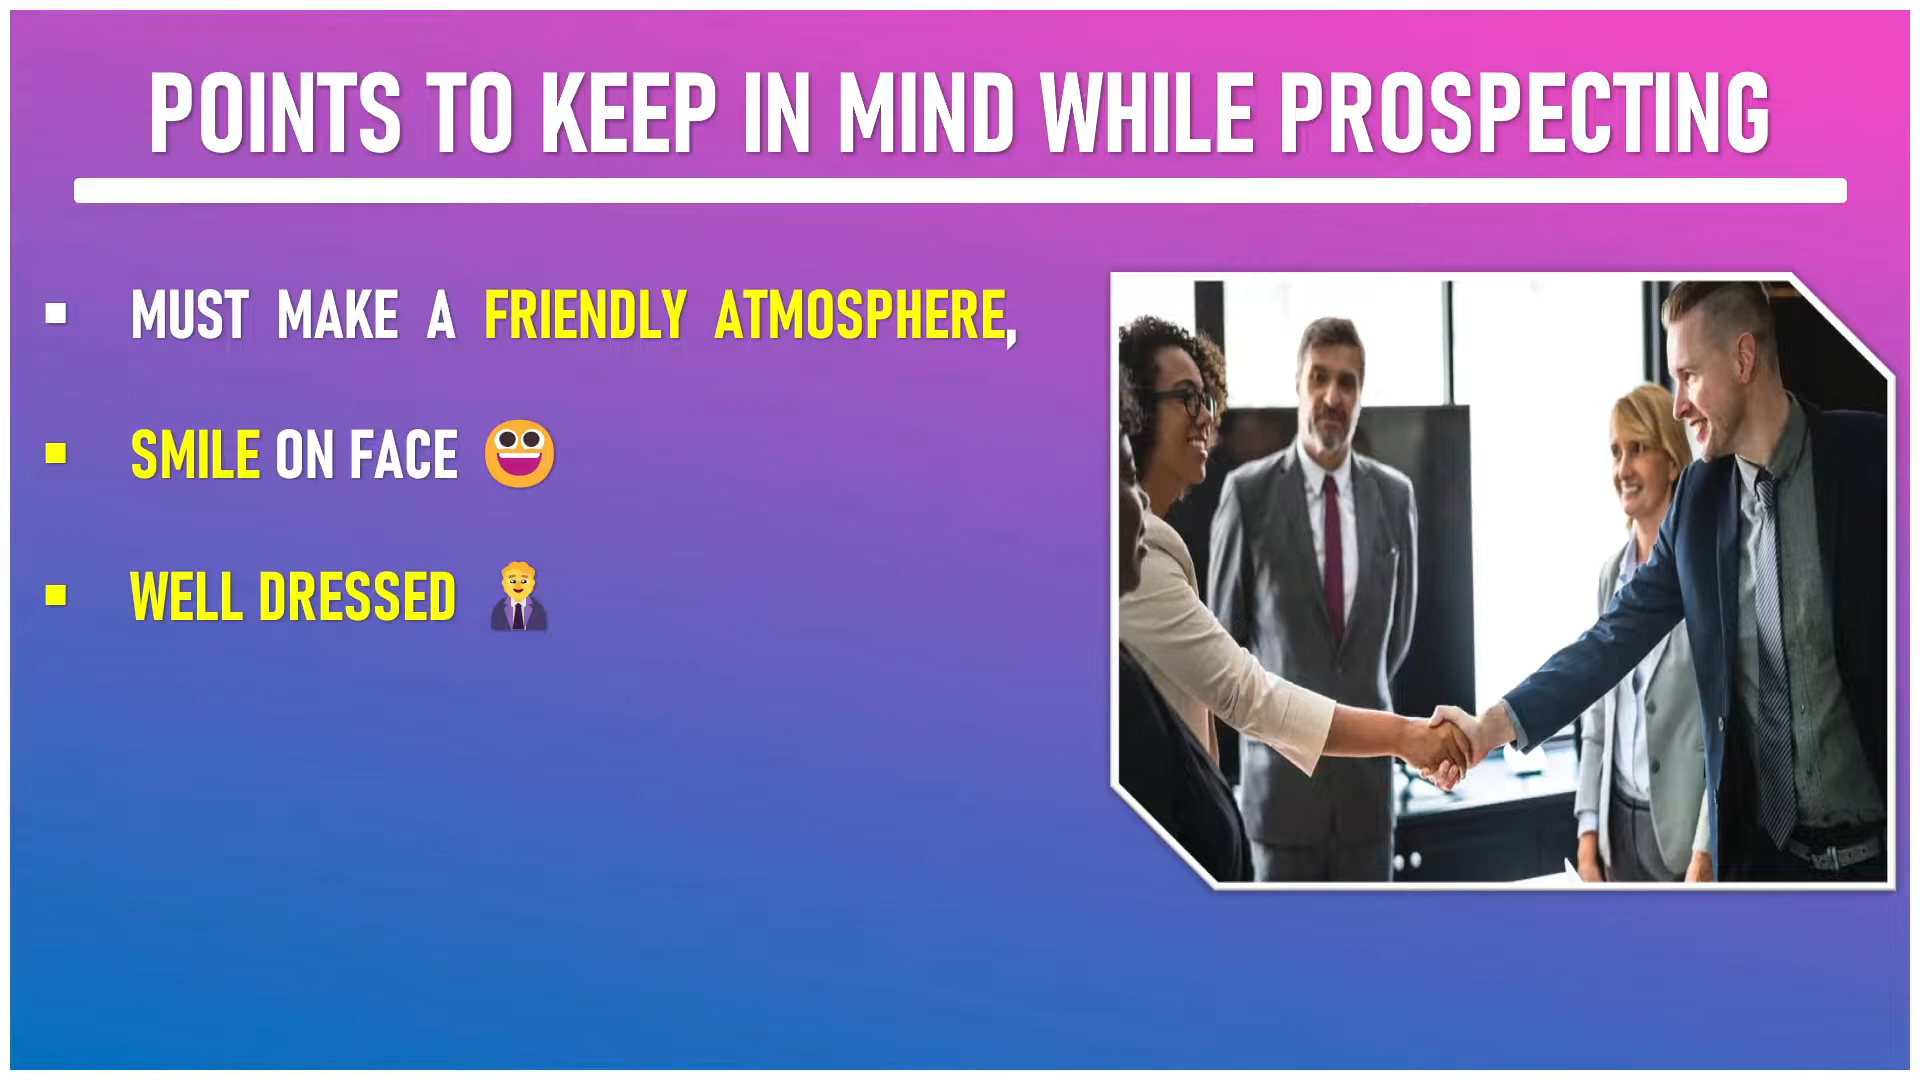 POINTS TO KEEP IN MIND WHILE PROSPECTING
▪ MUST MAKE A FRIENDLY ATMOSPHERE,
▪ SMILE ON FACE 😀
▪ WELL DRESSED 🤵